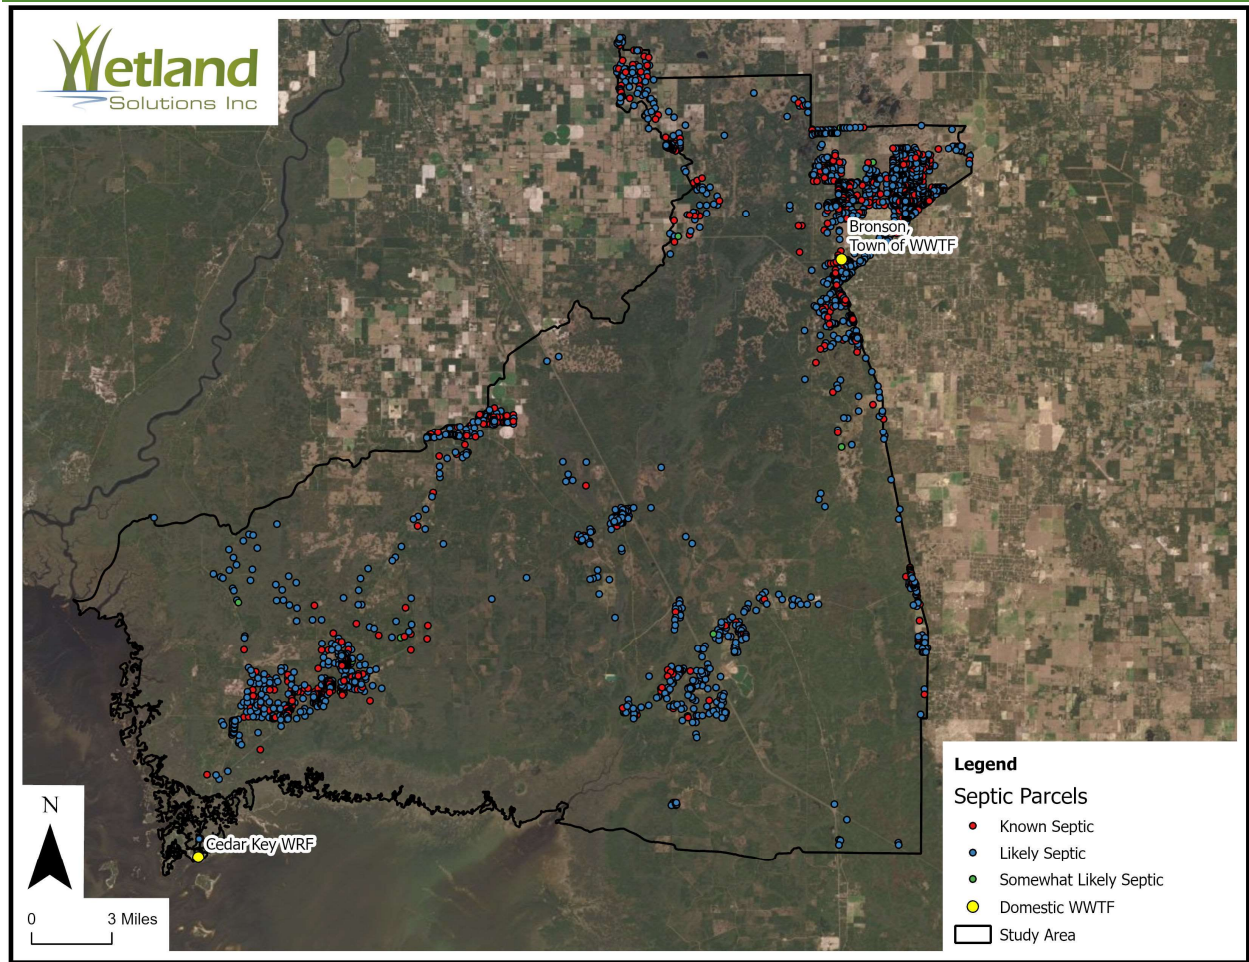 Wetland
Solutions Inc
Bronson,
Town of WWTF
Cedar Key WRF
N
0 3 Miles
Legend
Septic Parcels
Known Septic
Likely Septic
Somewhat Likely Septic
Domestic WWTF
Study Area